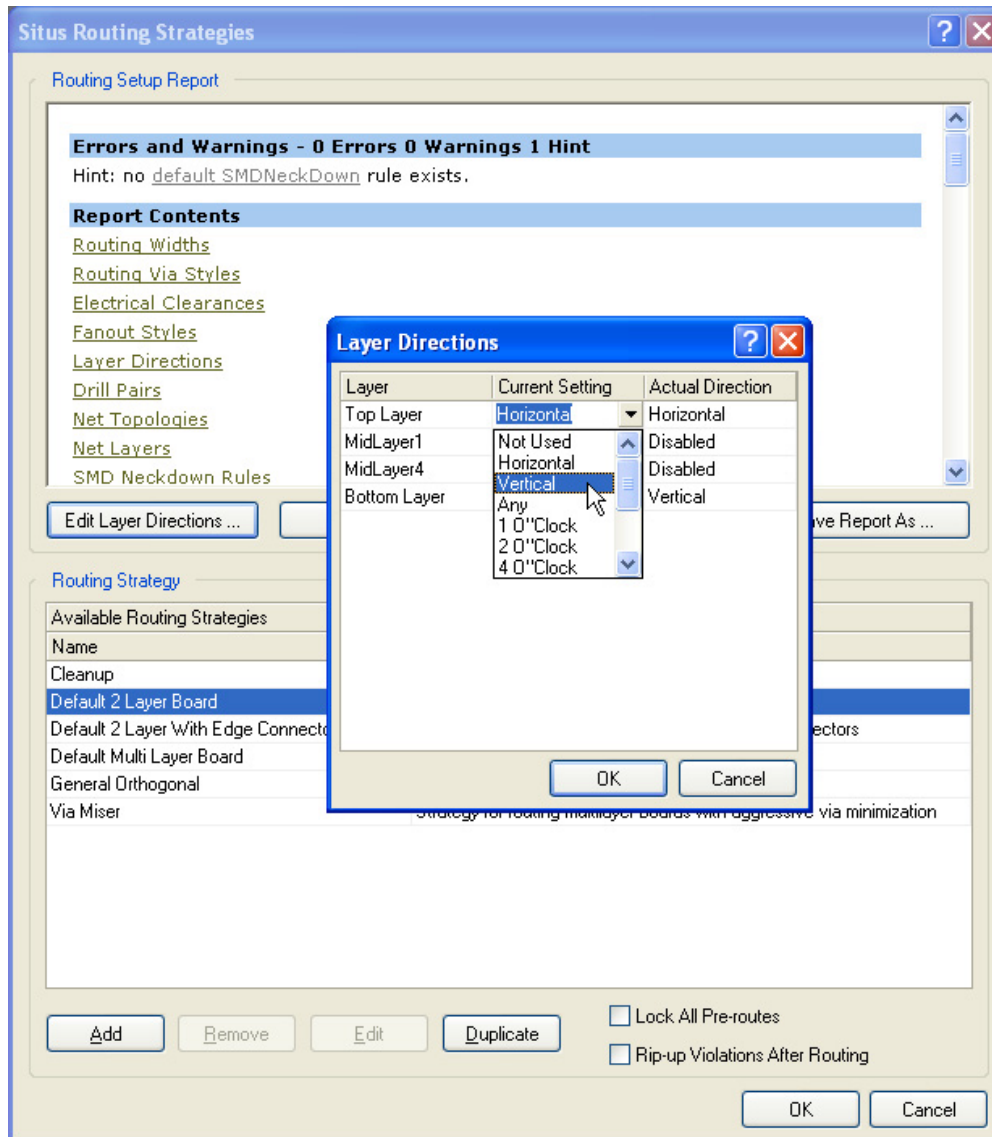 Situs Routing Strategies
Routing Setup Report
Errors and Warnings - 0 Errors 0 Warnings 1 Hint
Hint: no default SMDNeckDown rule exists.
Report Contents
Routing Widths
Routing Via Styles
Electrical Clearances
Fanout Styles
Layer Directions
Drill Pairs
Net Topologies
Net Layers
SMD Neckdown Rules
Edit Layer Directions ...
Report As ...
Layer Directions
Layer Current Setting Actual Direction
Top Layer Horizontal Horizontal
MidLayer1 Disabled
MidLayer4 Disabled
Bottom Layer Vertical
Not Used
Horizontal
Vertical
Any
1 O"Clock
2 O"Clock
4 O"Clock
OK Cancel
Routing Strategy
Available Routing Strategies
Name
Cleanup
Default 2 Layer Board
Default 2 Layer With Edge
Default Multi Layer Board
General Orthogonal
Via Miser
via minimization
Add Remove Edit Duplicate
Lock All Pre-routes
Rip-up Violations After Routing
OK Cancel